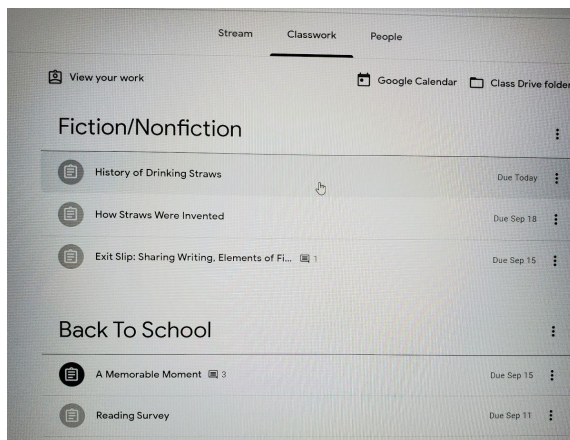 Stream Classwork People
View your work Google Calendar Class Drive folder
Fiction/Nonfiction
History of Drinking Straws Due Today
How Straws Were Invented Due Sep 18
Exit Slip: Sharing Writing, Elements of Fi... 1 Due Sep 15
Back To School
A Memorable Moment 3 Due Sep 15
Reading Survey Due Sep 11